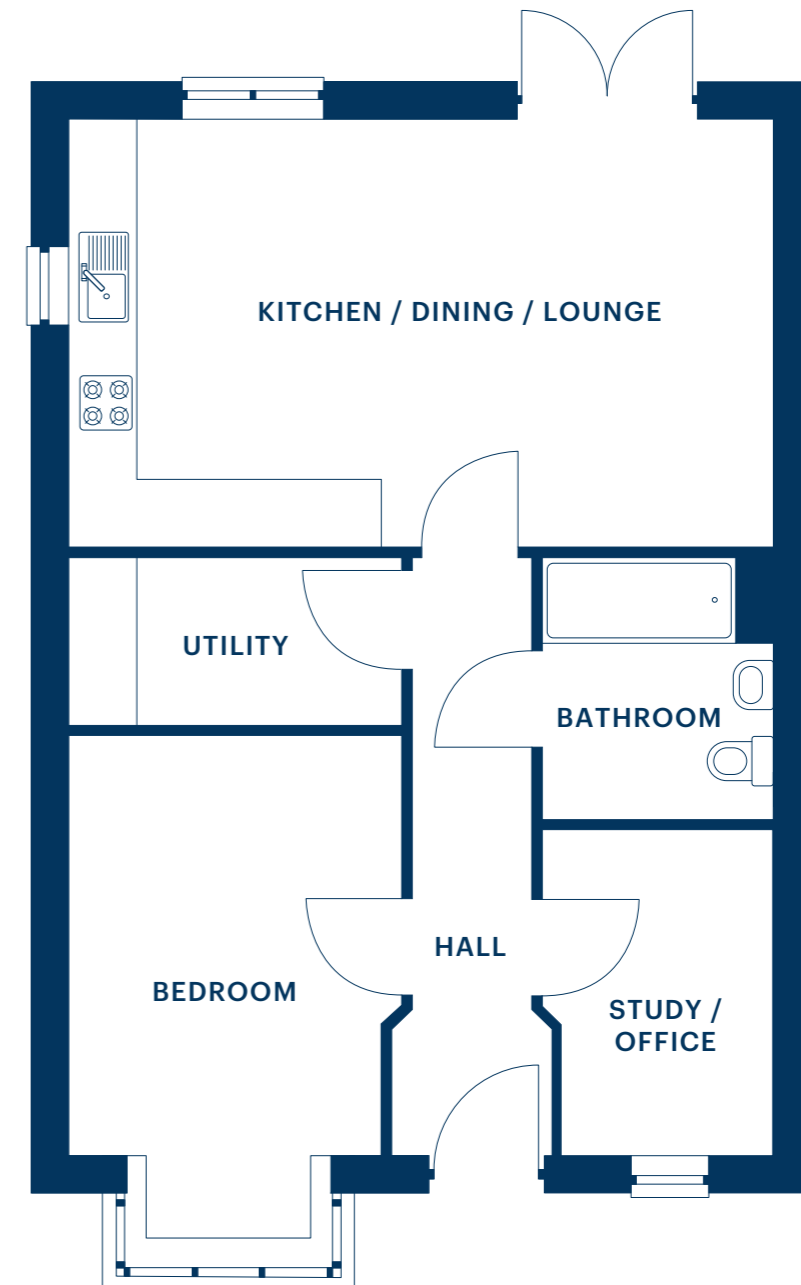 KITCHEN / DINING / LOUNGE
UTILITY
BATHROOM
HALL
BEDROOM
STUDY /
OFFICE